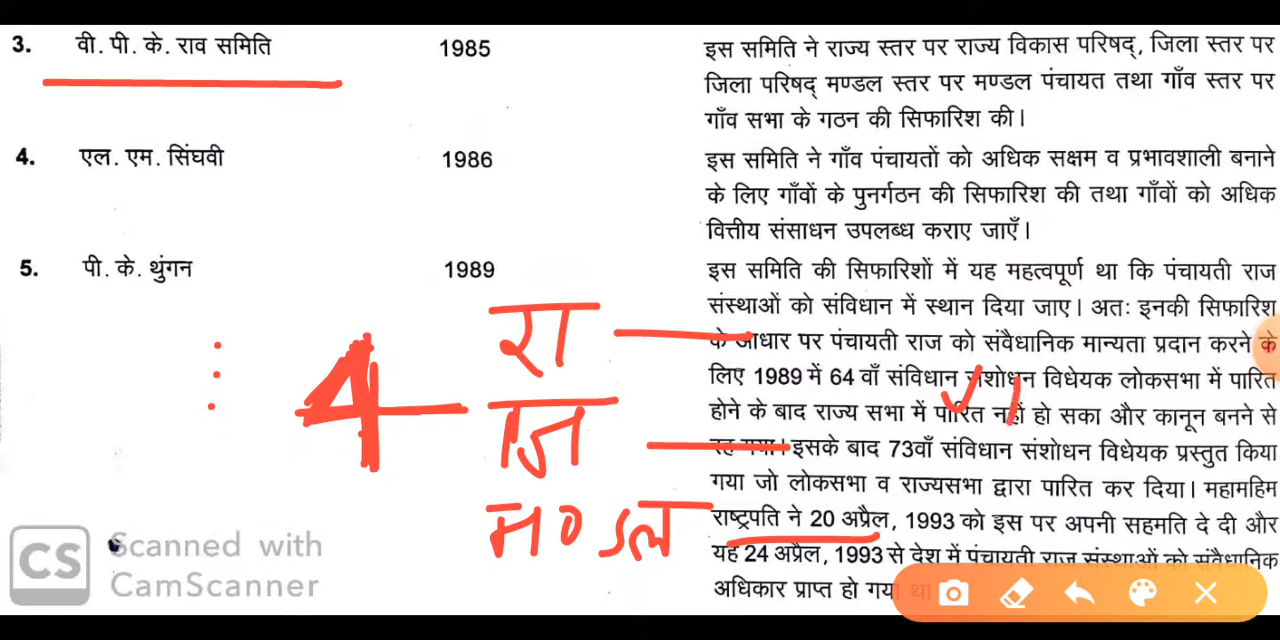 3. वी. पी. के. राव समिति 1985 इस समिति ने राज्य स्तर पर राज्य विकास परिषद्, जिला स्तर पर
जिला परिषद् मण्डल स्तर पर मण्डल पंचायत तथा गाँव स्तर पर
गाँव सभा के गठन की सिफारिश की।
4. एल. एम. सिंघवी 1986 इस समिति ने गाँव पंचायतों को अधिक सक्षम व प्रभावशाली बनाने
के लिए गाँवों के पुनर्गठन की सिफारिश की तथा गाँवों को अधिक
वित्तीय संसाधन उपलब्ध कराए जाएँ।
5. पी. के. थुंगन 1989 इस समिति की सिफारिशों में यह महत्वपूर्ण था कि पंचायती राज
संस्थाओं को संविधान में स्थान दिया जाए। अतः इनकी सिफारिश
के आधार पर पंचायती राज को संवैधानिक मान्यता प्रदान करने के
लिए 1989 में 64 वाँ संविधान संशोधन विधेयक लोकसभा में पारित
होने के बाद राज्य सभा में पारित नहीं हो सका और कानून बनने से
रह गया। इसके बाद 73वाँ संविधान संशोधन विधेयक प्रस्तुत किया
गया जो लोकसभा व राज्यसभा द्वारा पारित कर दिया। महामहिम
राष्ट्रपति ने 20 अप्रैल, 1993 को इस पर अपनी सहमति दे दी और
यह 24 अप्रैल, 1993 से देश में पंचायती राज संस्थाओं को संवैधानिक
अधिकार प्राप्त हो गया था
4
रा
जि
मण्डल
CS Scanned with
CamScanner